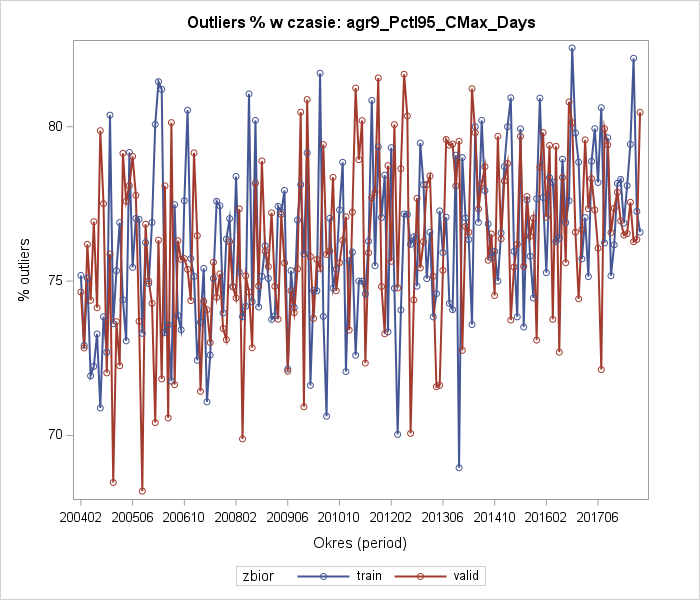 Outliers % w czasie: agr9_Pctl95_CMax_Days
% outliers
80
75
70
200402 200506 200610 200802 200906 201010 201202 201306 201410 201602 201706
Okres (period)
zbior train valid